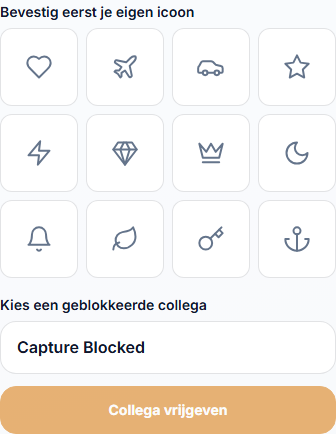 Bevestig eerst je eigen icoon
Kies een geblokkeerde collega
Capture Blocked
Collega vrijgeven